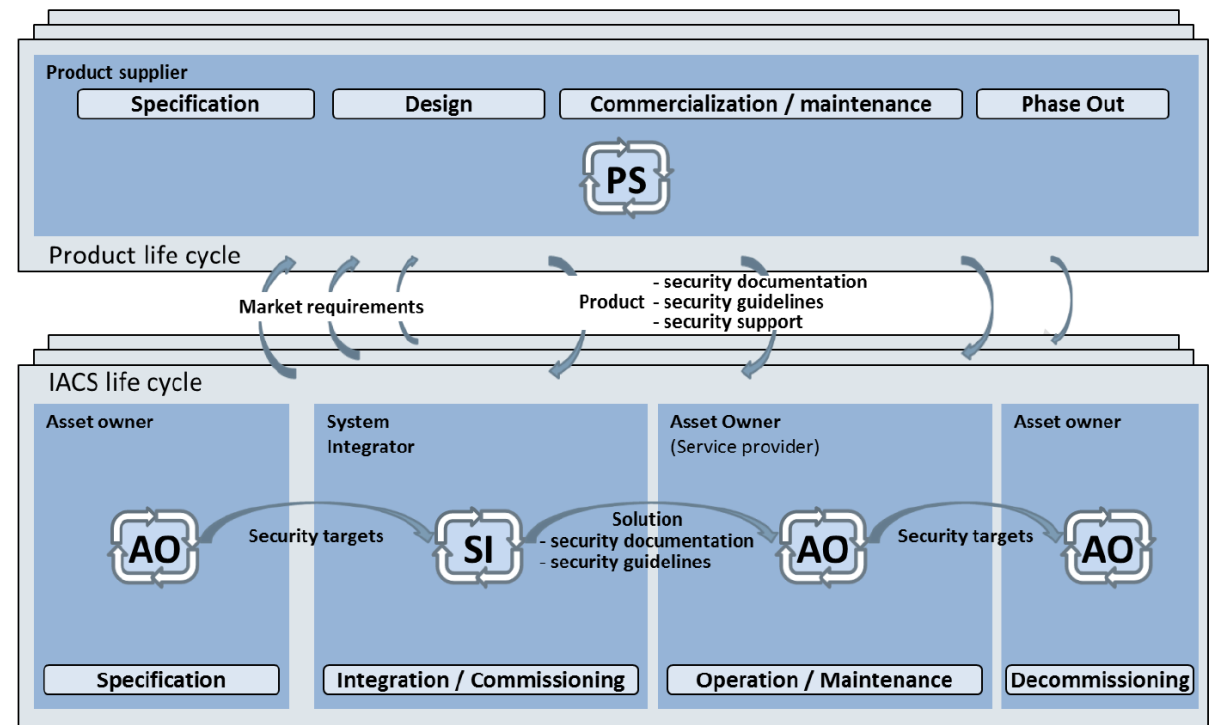 Product supplier
Specification
Design
Commercialization / maintenance
Phase Out
PS
Product life cycle
Market requirements
Product
- security documentation
- security guidelines
- security support
IACS life cycle
Asset owner
System
Integrator
Asset Owner
(Service provider)
Asset owner
AO
Security targets
SI
Solution
- security documentation
- security guidelines
AO
Security targets
AO
Specification
Integration / Commissioning
Operation / Maintenance
Decommissioning